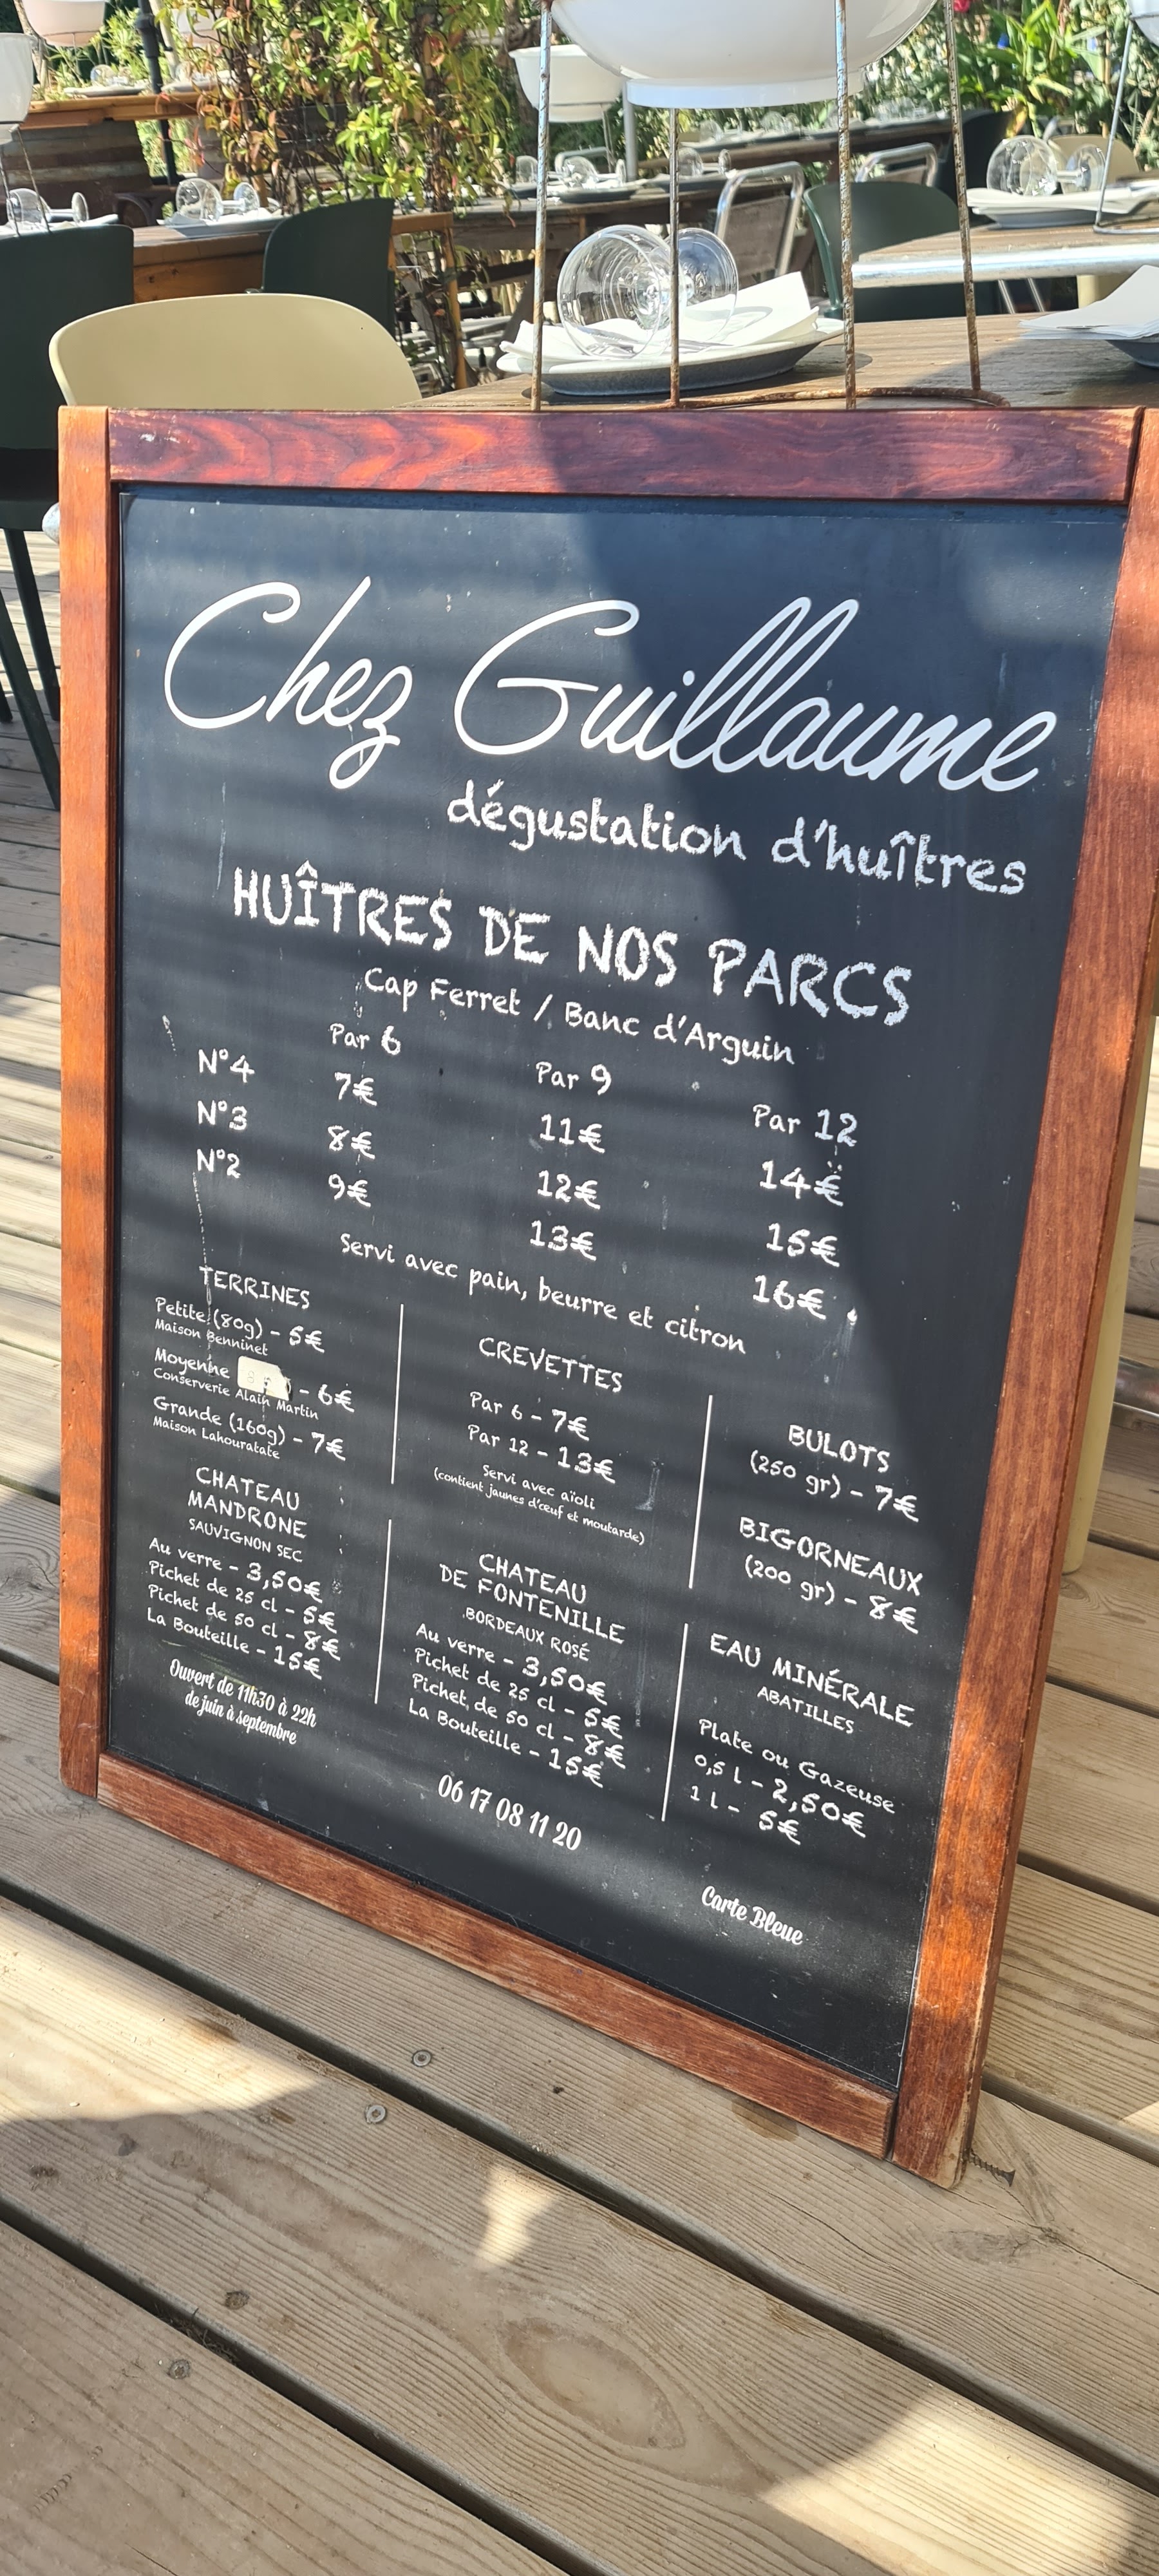 Chez Guillaume
dégustation d'huîtres
HUÎTRES DE NOS PARCS
Cap Ferret / Banc d'Arguin
Par 6 Par 9 Par 12
N°4 7€ 11€ 14€
N°3 8€ 12€ 15€
N°2 9€ 13€ 16€
Servi avec pain, beurre et citron
TERRINES
Petite (80g) - 5€
Maison Benninet
Moyenne - 6€
Conserverie Alain Martin
Grande (160g) - 7€
Maison Lahouratate
CREVETTES
Par 6 - 7€
Par 12 - 13€
Servi avec aïoli
(contient jaunes d'œuf et moutarde)
BULOTS
(250 gr) - 7€
BIGORNEAUX
(200 gr) - 8€
CHATEAU
MANDRONE
SAUVIGNON SEC
Au verre - 3,50€
Pichet de 25 cl - 5€
Pichet de 50 cl - 8€
La Bouteille - 15€
CHATEAU
DE FONTENILLE
BORDEAUX ROSÉ
Au verre - 3,50€
Pichet de 25 cl - 5€
Pichet de 50 cl - 8€
La Bouteille - 15€
EAU MINÉRALE
ABATILLES
Plate ou Gazeuse
0,5 l - 2,50€
1 l - 5€
Ouvert de 11h30 à 22h
de juin à septembre
06 17 08 11 20
Carte Bleue